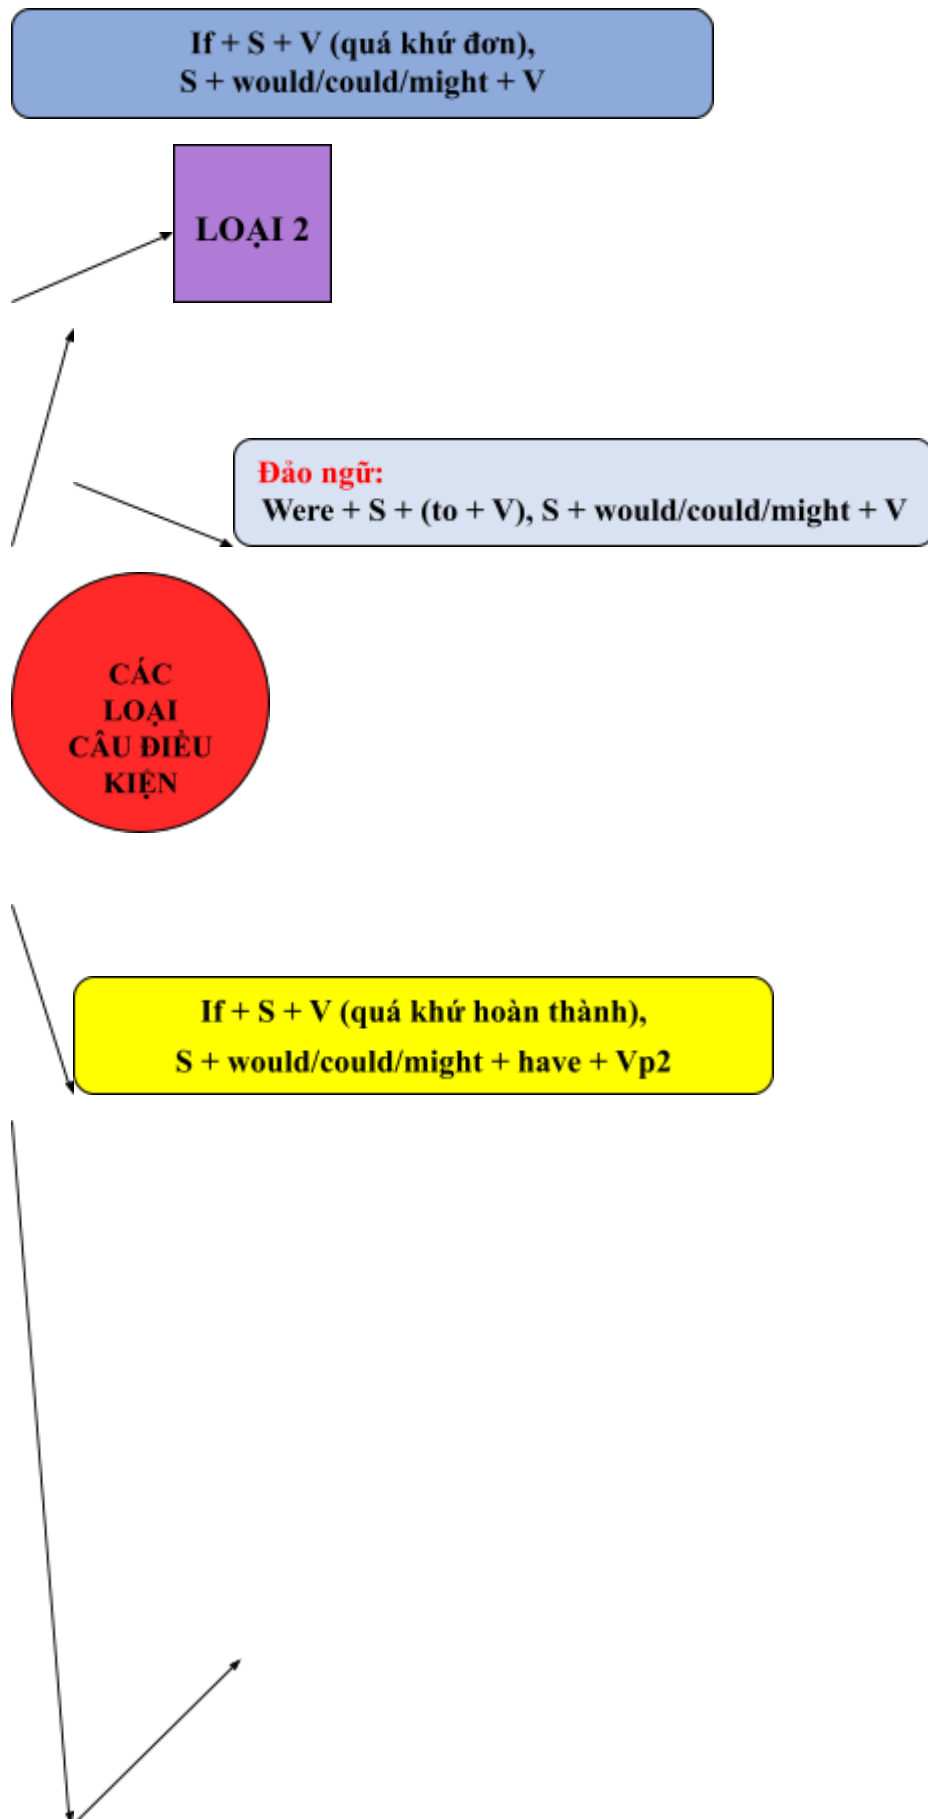 If + S + V (quá khứ đơn),
S + would/could/might + V
LOẠI 2
Đảo ngữ:
Were + S + (to + V), S + would/could/might + V
CÁC
LOẠI
CÂU ĐIỀU
KIỆN
If + S + V (quá khứ hoàn thành),
S + would/could/might + have + Vp2